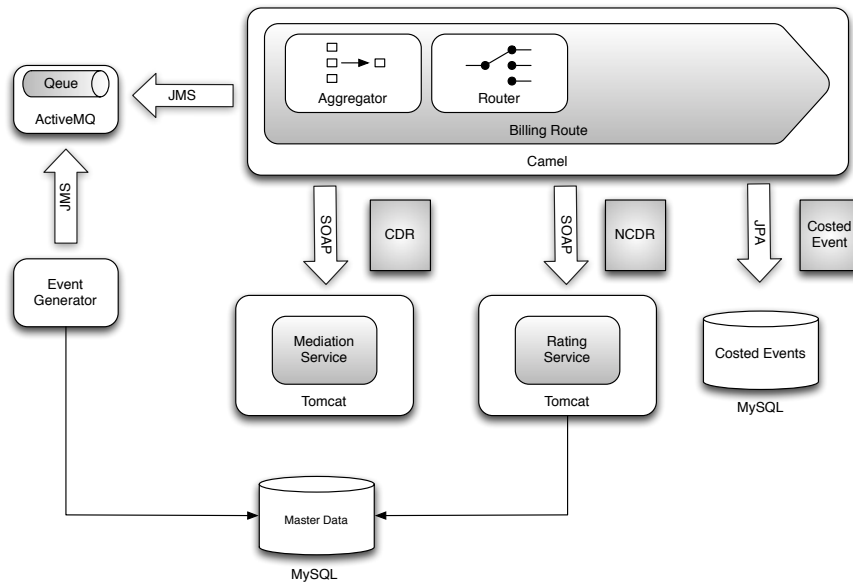 Aggregator
Router
Billing Route
Camel
Qeue
ActiveMQ
JMS
JMS
SOAP
CDR
SOAP
NCDR
JPA
Costed
Event
Event
Generator
Mediation
Service
Tomcat
Rating
Service
Tomcat
Costed Events
MySQL
Master Data
MySQL